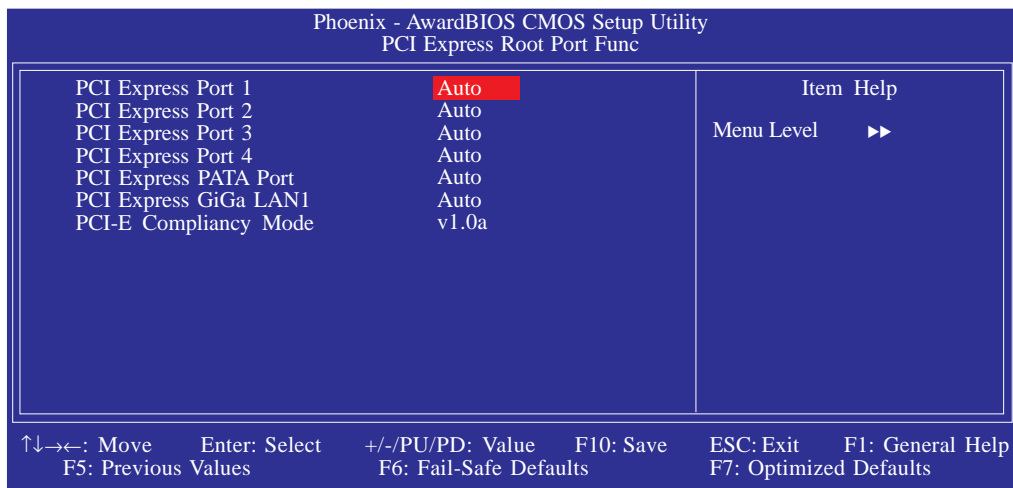 Phoenix - AwardBIOS CMOS Setup Utility
PCI Express Root Port Func
PCI Express Port 1 Auto
PCI Express Port 2 Auto
PCI Express Port 3 Auto
PCI Express Port 4 Auto
PCI Express PATA Port Auto
PCI Express GiGa LAN1 Auto
PCI-E Compliancy Mode v1.0a
Item Help
Menu Level ▶▶
↑↓→←: Move Enter: Select +/-/PU/PD: Value F10: Save ESC: Exit F1: General Help
F5: Previous Values F6: Fail-Safe Defaults F7: Optimized Defaults